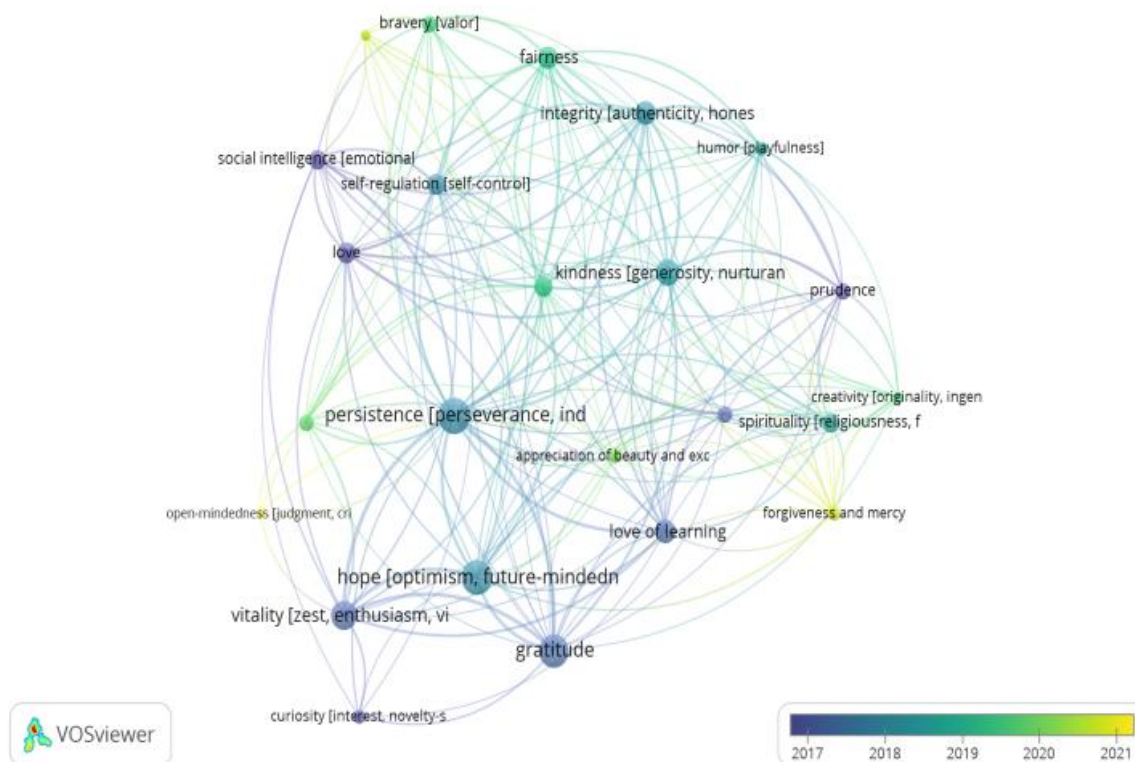 bravery [valor]
fairness
integrity [authenticity, hones
humor [playfulness]
social intelligence [emotional
self-regulation [self-control]
love
kindness [generosity, nurturan
prudence
creativity [originality, ingen
persistence [perseverance, ind
spirituality [religiousness, f
appreciation of beauty and exc
open-mindedness [judgment, cri
forgiveness and mercy
love of learning
hope [optimism, future-mindedn
vitality [zest, enthusiasm, vi
gratitude
curiosity [interest, novelty-s
VOSviewer
2017 2018 2019 2020 2021